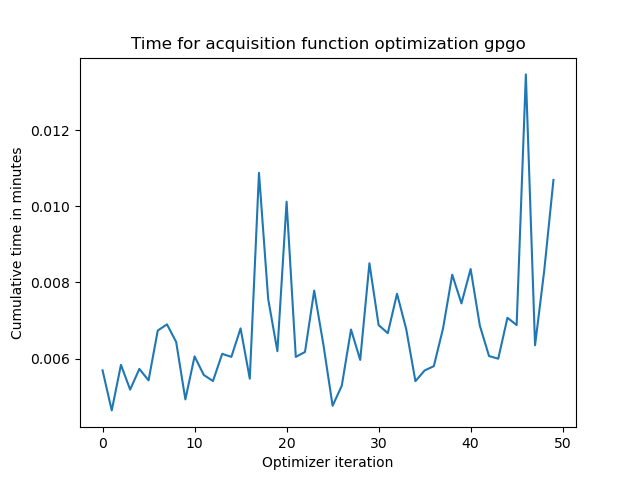 Time for acquisition function optimization gpgo
Cumulative time in minutes
0.012
0.010
0.008
0.006
0 10 20 30 40 50
Optimizer iteration